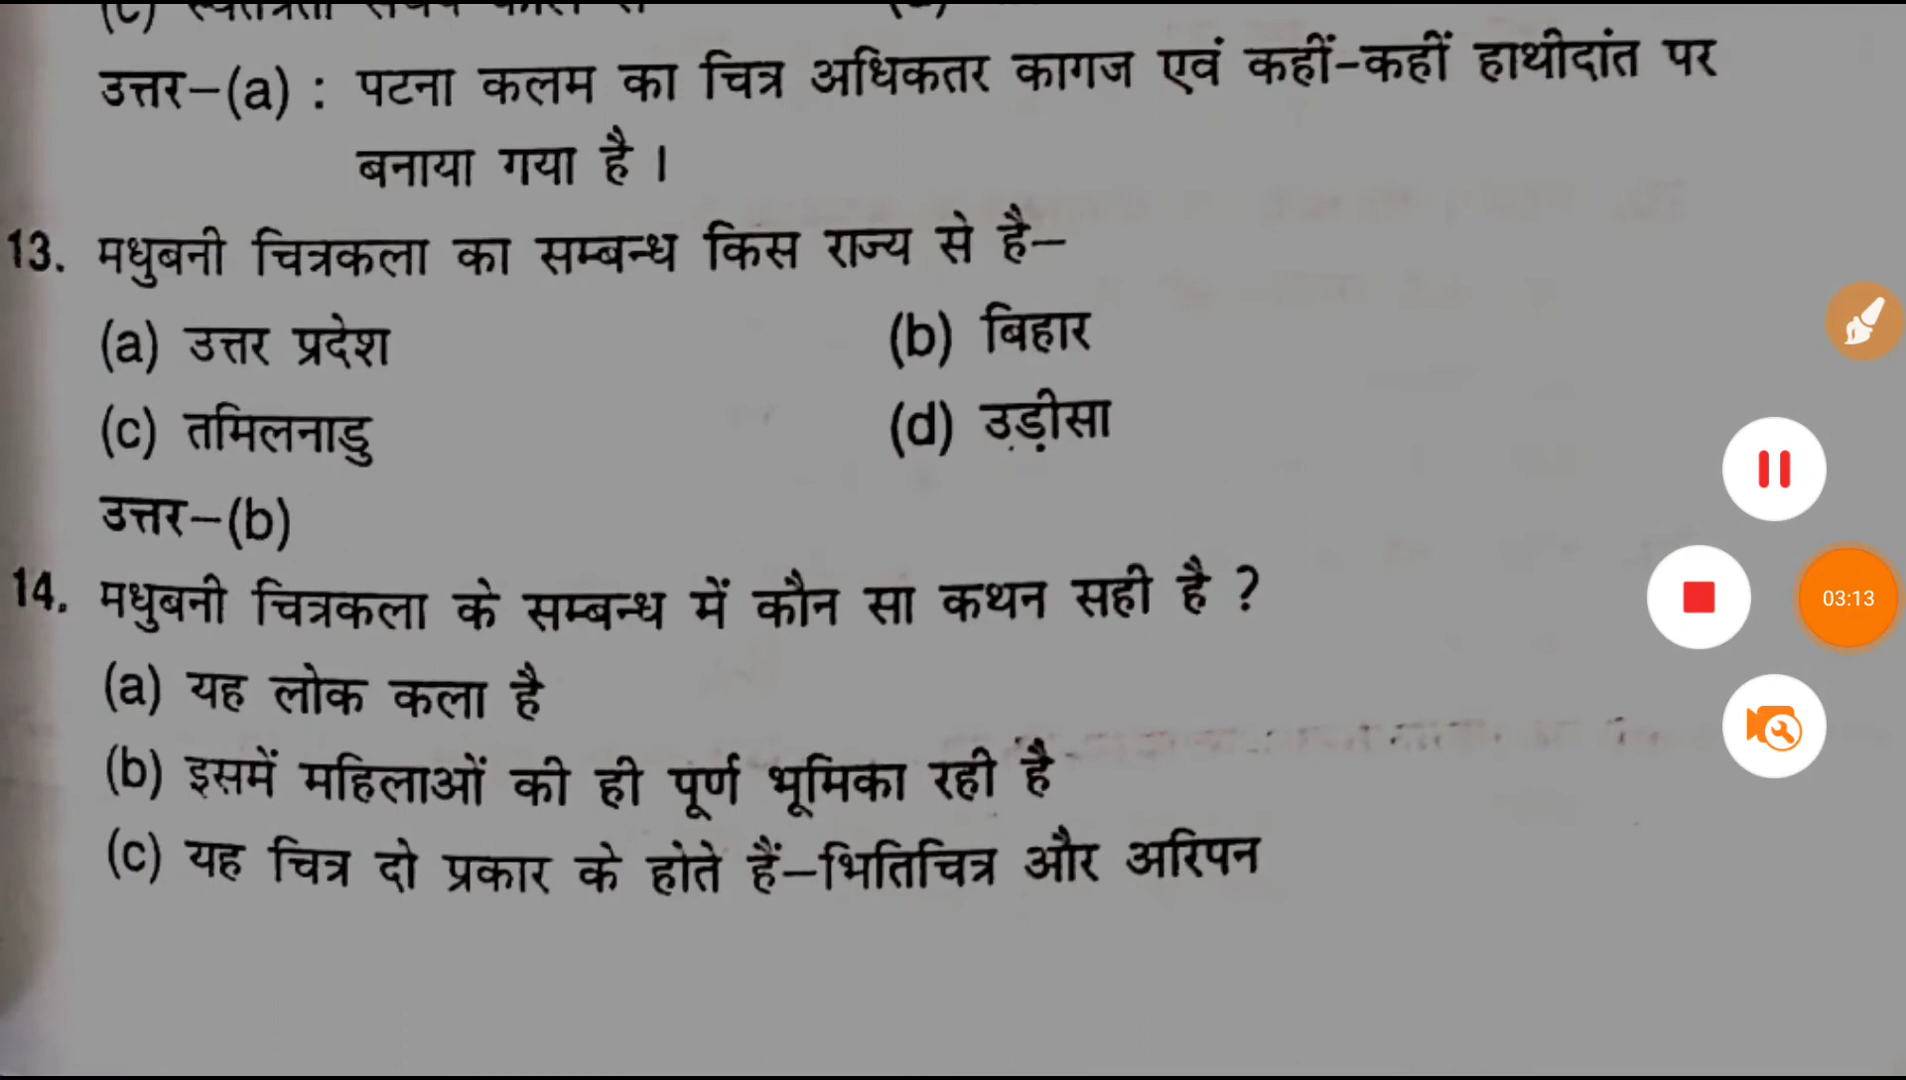 उत्तर–(a) : पटना कलम का चित्र अधिकतर कागज एवं कहीं-कहीं हाथीदांत पर
बनाया गया है।
13. मधुबनी चित्रकला का सम्बन्ध किस राज्य से है–
(a) उत्तर प्रदेश (b) बिहार
(c) तमिलनाडु (d) उड़ीसा
उत्तर–(b)
14. मधुबनी चित्रकला के सम्बन्ध में कौन सा कथन सही है ?
(a) यह लोक कला है
(b) इसमें महिलाओं की ही पूर्ण भूमिका रही है
(c) यह चित्र दो प्रकार के होते हैं–भितिचित्र और अरिपन
03:13